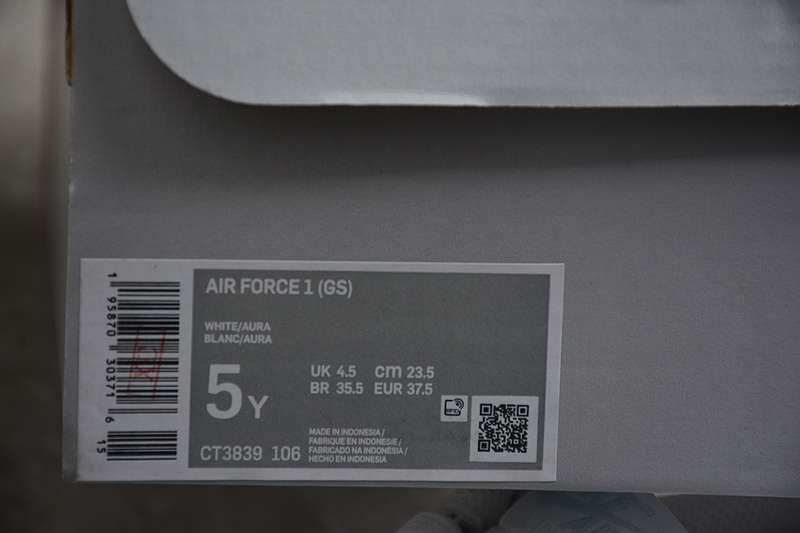 AIR FORCE 1 (GS)
WHITE/AURA
BLANC/AURA
5Y
UK 4.5 cm 23.5
BR 35.5 EUR 37.5
CT3839 106
MADE IN INDONESIA /
FABRIQUE EN INDONESIE /
FABRICADO NA INDONESIA /
HECHO EN INDONESIA
1 95870 30371 6
15